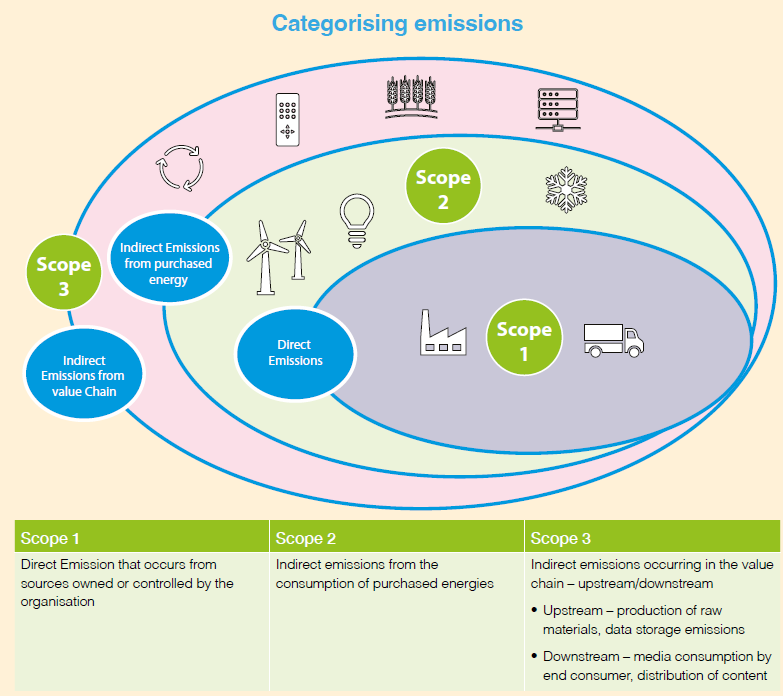 Categorising emissions
Scope
2
Indirect Emissions
from purchased
energy
Scope
3
Direct
Emissions
Scope
1
Indirect
Emissions from
value Chain
Scope 1
Direct Emission that occurs from
sources owned or controlled by the
organisation
Scope 2
Indirect emissions from the
consumption of purchased energies
Scope 3
Indirect emissions occurring in the value
chain – upstream/downstream
• Upstream – production of raw
materials, data storage emissions
• Downstream – media consumption by
end consumer, distribution of content